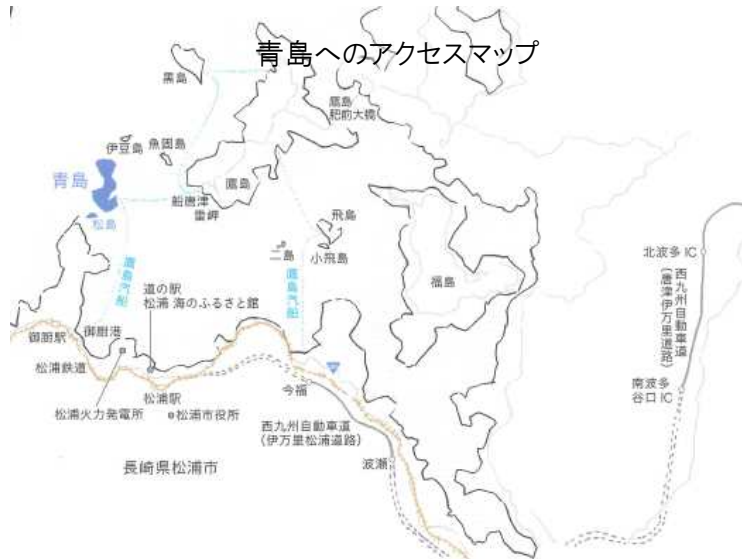 青島へのアクセスマップ
黒島
鷹島
肥前大橋
伊豆島
魚固島
青島
鷹島
船唐津
雷岬
松島
飛島
二島
小飛島
福島
北波多 IC
西九州自動車道
(唐津伊万里道路)
鷹島汽船
鷹島汽船
道の駅
松浦 海のふるさと館
御厨駅
御厨港
松浦鉄道
松浦駅
今福
南波多
谷口 IC
松浦火力発電所
松浦市役所
西九州自動車道
(伊万里松浦道路)
波瀬
長崎県松浦市